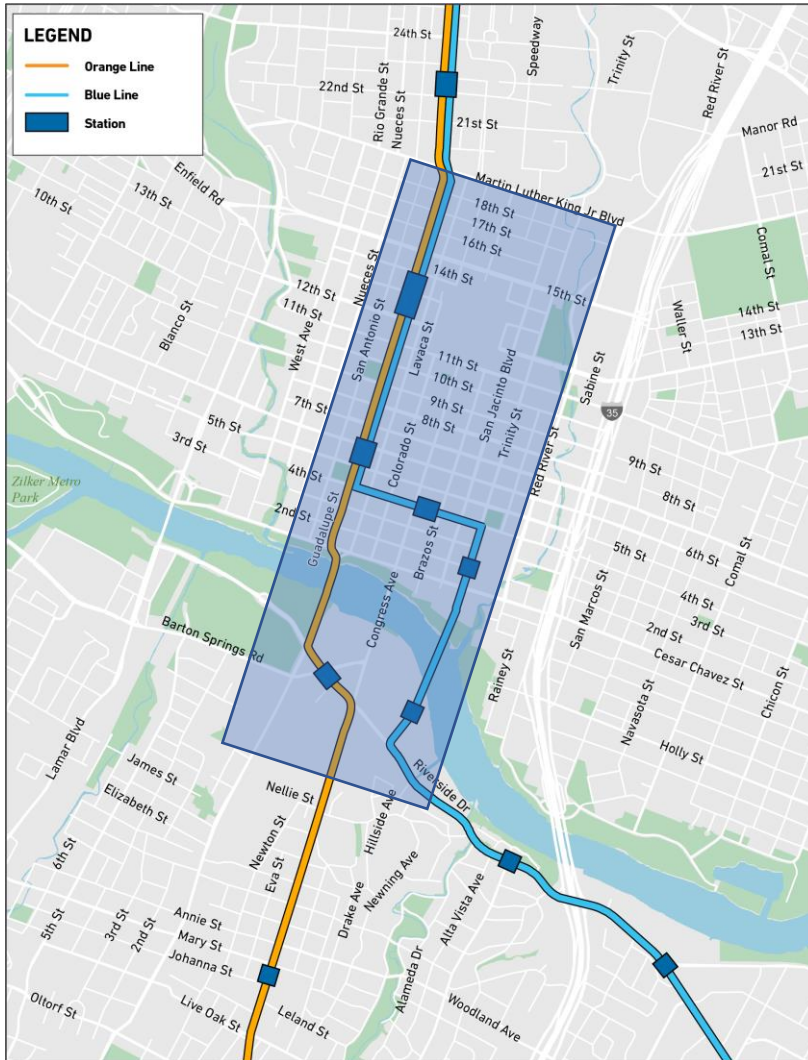 LEGEND
Orange Line
Blue Line
Station
24th St
22nd St
21st St
Rio Grande St
Nueces St
Speedway
Trinity St
Red River St
Manor Rd
21st St
Enfield Rd
13th St
10th St
Martin Luther King Jr Blvd
18th St
17th St
16th St
15th St
14th St
Nueces St
Comal St
14th St
13th St
Waller St
12th St
11th St
West Ave
Blanco St
San Antonio St
Lavaca St
11th St
10th St
9th St
8th St
San Jacinto Blvd
Trinity St
Sabine St
35
7th St
5th St
3rd St
Colorado St
Red River St
9th St
8th St
Zilker Metro
Park
4th St
2nd St
Guadalupe St
Brazos St
Congress Ave
5th St
6th St
Comal St
4th St
3rd St
2nd St
San Marcos St
Cesar Chavez St
Chicon St
Barton Springs Rd
Rainey St
Navasota St
Holly St
Lamar Blvd
James St
Elizabeth St
Nellie St
Riverside Dr
Hillside Ave
Newton St
Eva St
6th St
5th St
3rd St
2nd St
Annie St
Mary St
Johanna St
Drake Ave
Newning Ave
Alta Vista Ave
Alameda Dr
Live Oak St
Leland St
Woodland Ave
Oltorf St